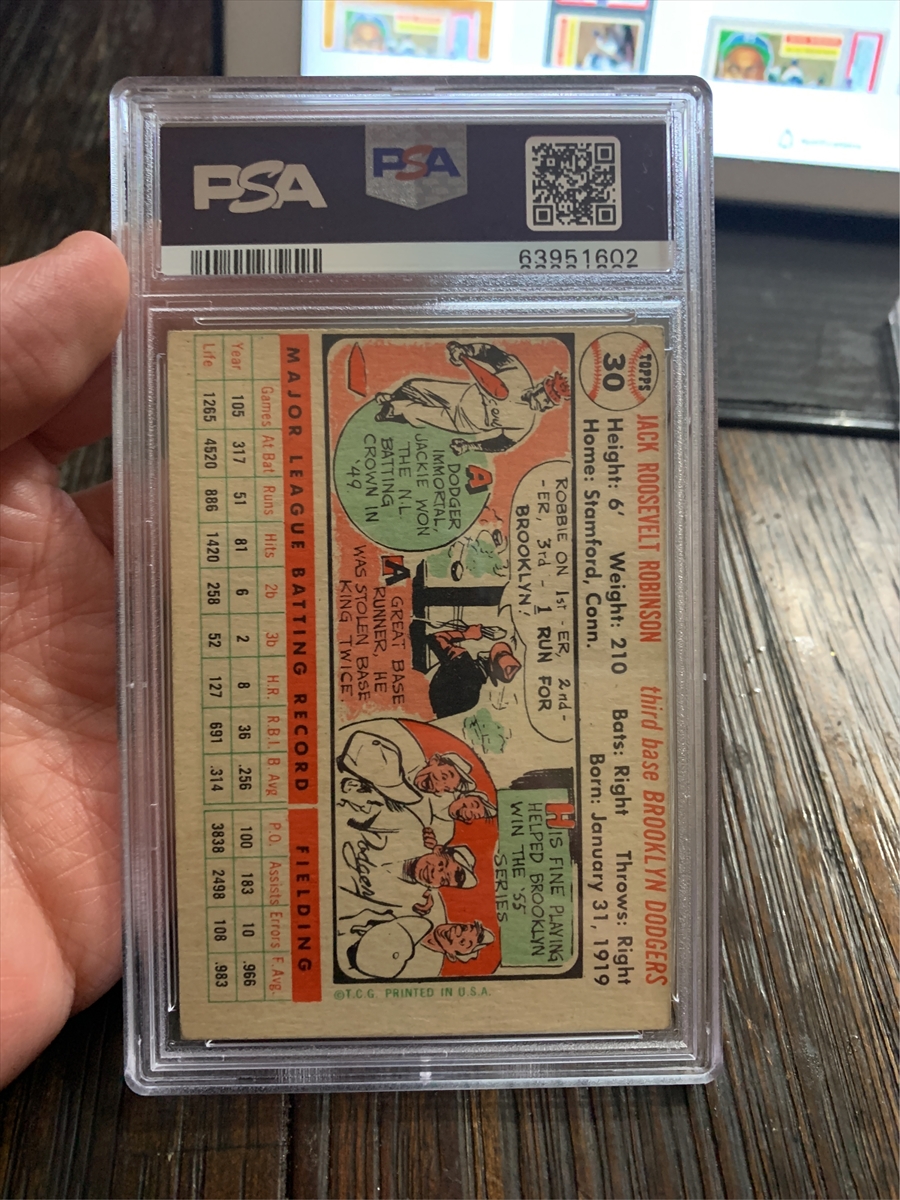 PSA
PSA
63951602
TOPPS
30
JACK ROOSEVELT ROBINSON third base BROOKLYN DODGERS
Height: 6' Weight: 210 Bats: Right Throws: Right
Home: Stamford, Conn. Born: January 31, 1919
A
DODGER
IMMORTAL,
JACKIE WON
THE N.L.
BATTING
CROWN IN
'49
ROBBIE ON 1st -ER, 2nd-
-ER, 3rd - 1 RUN FOR
BROOKLYN!
A GREAT BASE
RUNNER, HE
WAS STOLEN BASE
KING TWICE.
HIS FINE PLAYING
HELPED BROOKLYN
WIN THE '55
SERIES
Dodgers
MAJOR LEAGUE BATTING RECORD FIELDING
Games At Bat Runs Hits 2b 3b H.R. R.B.I. B. Avg. P.O. Assists Errors F. Avg.
Year 105 317 51 81 6 2 8 36 .256 100 183 10 .966
Life 1265 4520 886 1420 258 52 127 691 .314 3838 2498 108 .983
©T.C.G. PRINTED IN U.S.A.